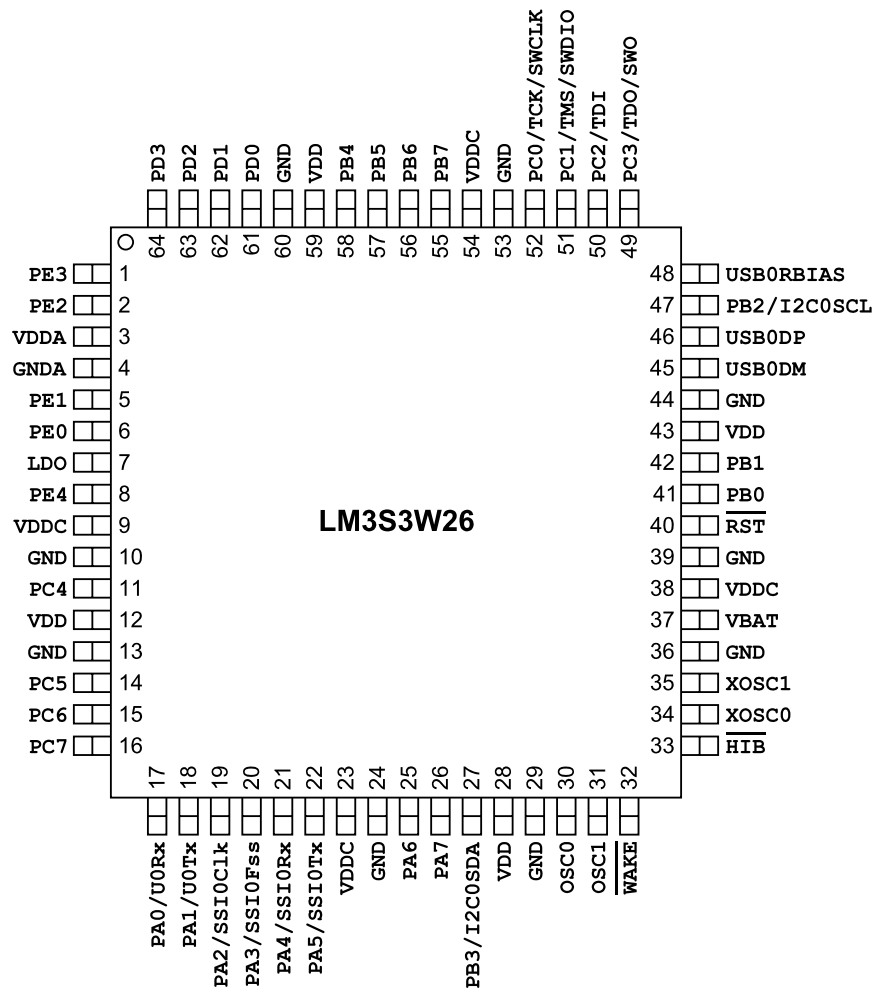 PD3
PD2
PD1
PD0
GND
VDD
PB4
PB5
PB6
PB7
VDDC
GND
PC0/TCK/SWCLK
PC1/TMS/SWDIO
PC2/TDI
PC3/TDO/SWO
64
63
62
61
60
59
58
57
56
55
54
53
52
51
50
49
PE3 1
PE2 2
VDDA 3
GNDA 4
PE1 5
PE0 6
LDO 7
PE4 8
VDDC 9
GND 10
PC4 11
VDD 12
GND 13
PC5 14
PC6 15
PC7 16
LM3S3W26
48 USB0RBIAS
47 PB2/I2C0SCL
46 USB0DP
45 USB0DM
44 GND
43 VDD
42 PB1
41 PB0
40 RST
39 GND
38 VDDC
37 VBAT
36 GND
35 XOSC1
34 XOSC0
33 HIB
17
18
19
20
21
22
23
24
25
26
27
28
29
30
31
32
PA0/U0Rx
PA1/U0Tx
PA2/SSI0Clk
PA3/SSI0Fss
PA4/SSI0Rx
PA5/SSI0Tx
VDDC
GND
PA6
PA7
PB3/I2C0SDA
VDD
GND
OSC0
OSC1
WAKE